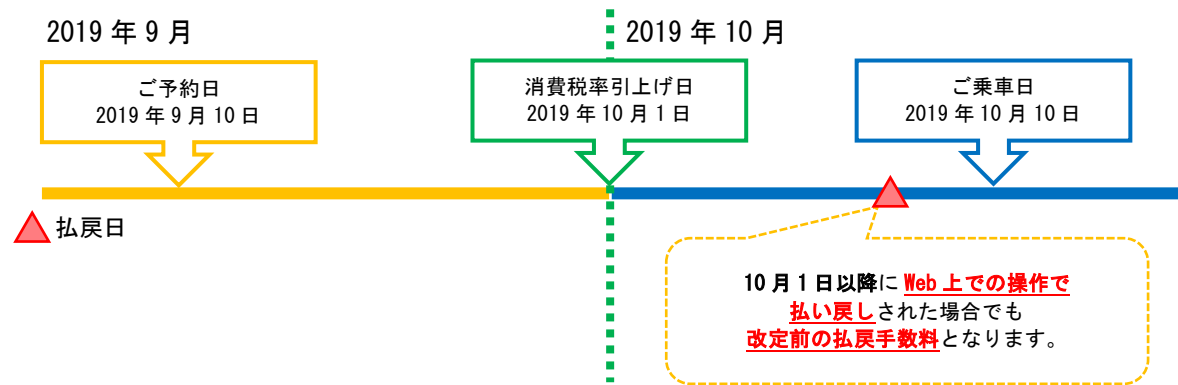 2019 年 9 月
2019 年 10 月
ご予約日
2019 年 9 月 10 日
消費税率引上げ日
2019 年 10 月 1 日
ご乗車日
2019 年 10 月 10 日
払戻日
10 月 1 日以降に Web 上での操作で
払い戻しされた場合でも
改定前の払戻手数料となります。